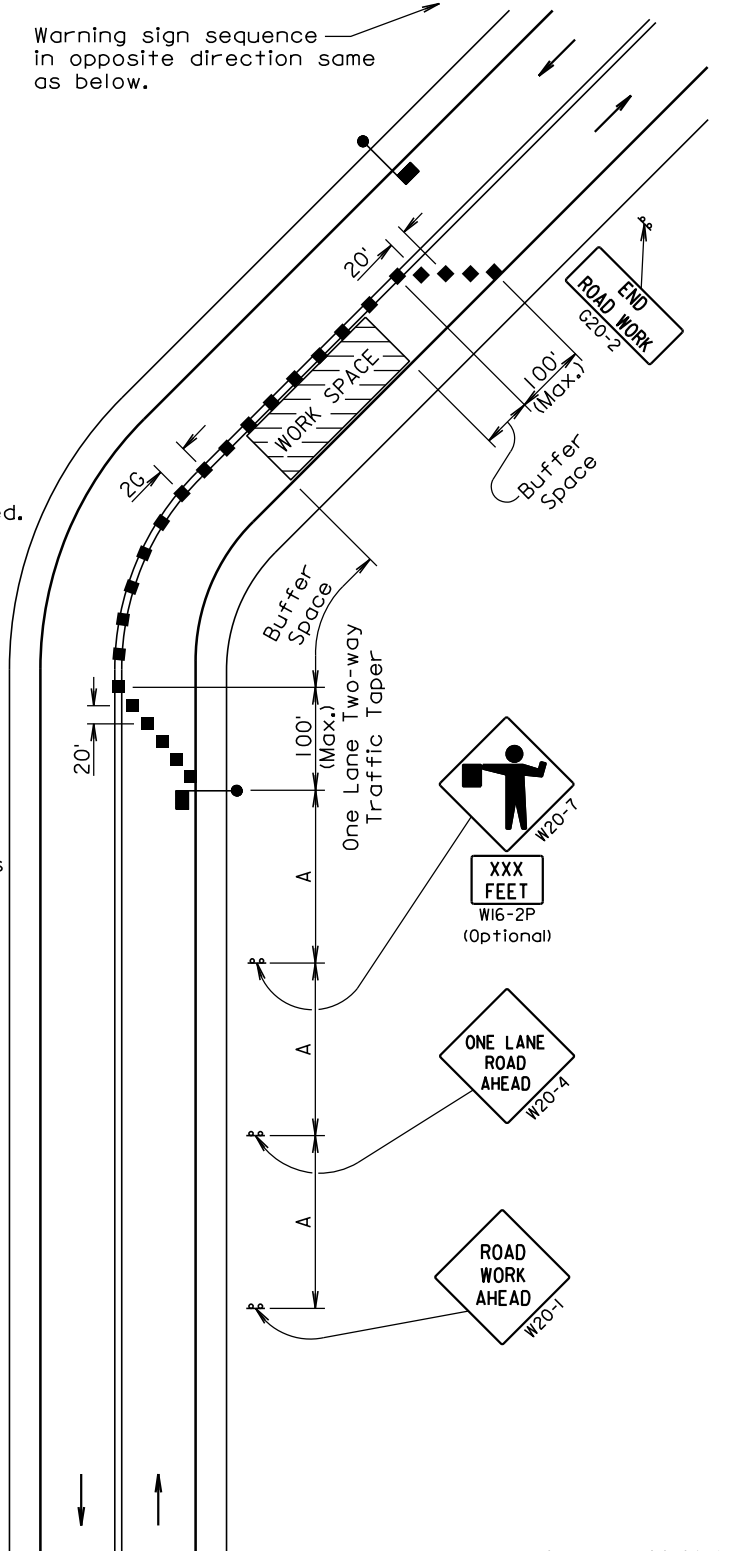 Warning sign sequence
in opposite direction same
as below.
20'
END
ROAD WORK
G20-2
100'
(Max.)
WORK SPACE
Buffer
Space
2G
ed.
Buffer
Space
100'
(Max.)
One Lane Two-way
Traffic Taper
20'
W20-7
XXX
FEET
W16-2P
(Optional)
s
A
A
ONE LANE
ROAD
AHEAD
W20-4
A
ROAD
WORK
AHEAD
W20-1